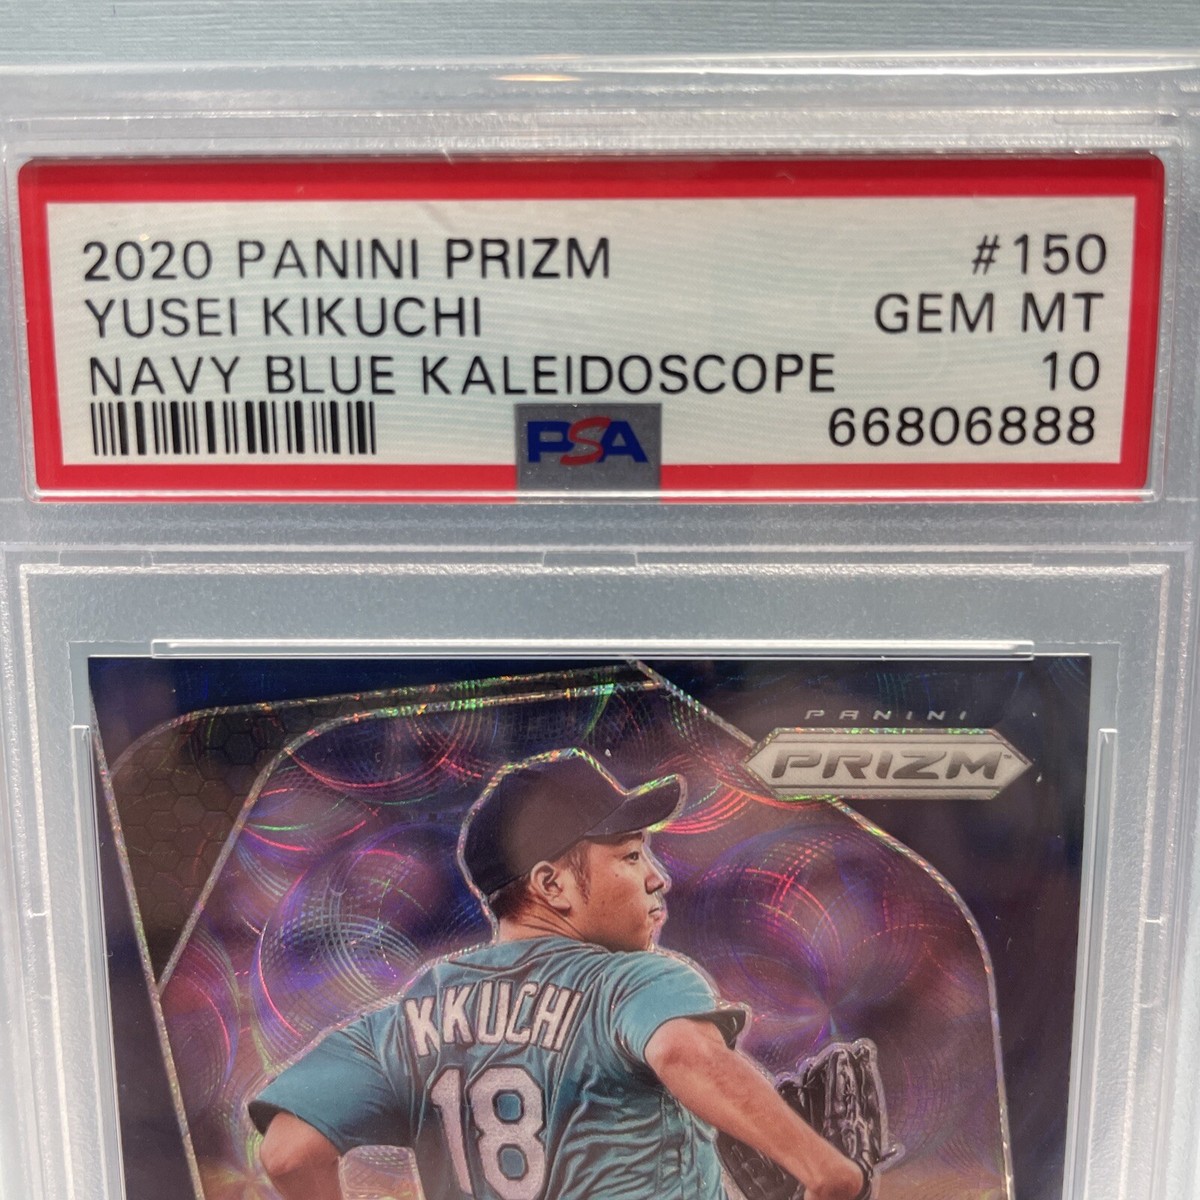 2020 PANINI PRIZM #150
YUSEI KIKUCHI GEM MT
NAVY BLUE KALEIDOSCOPE 10
PSA 66806888
PANINI
PRIZM
KKUCHI
18